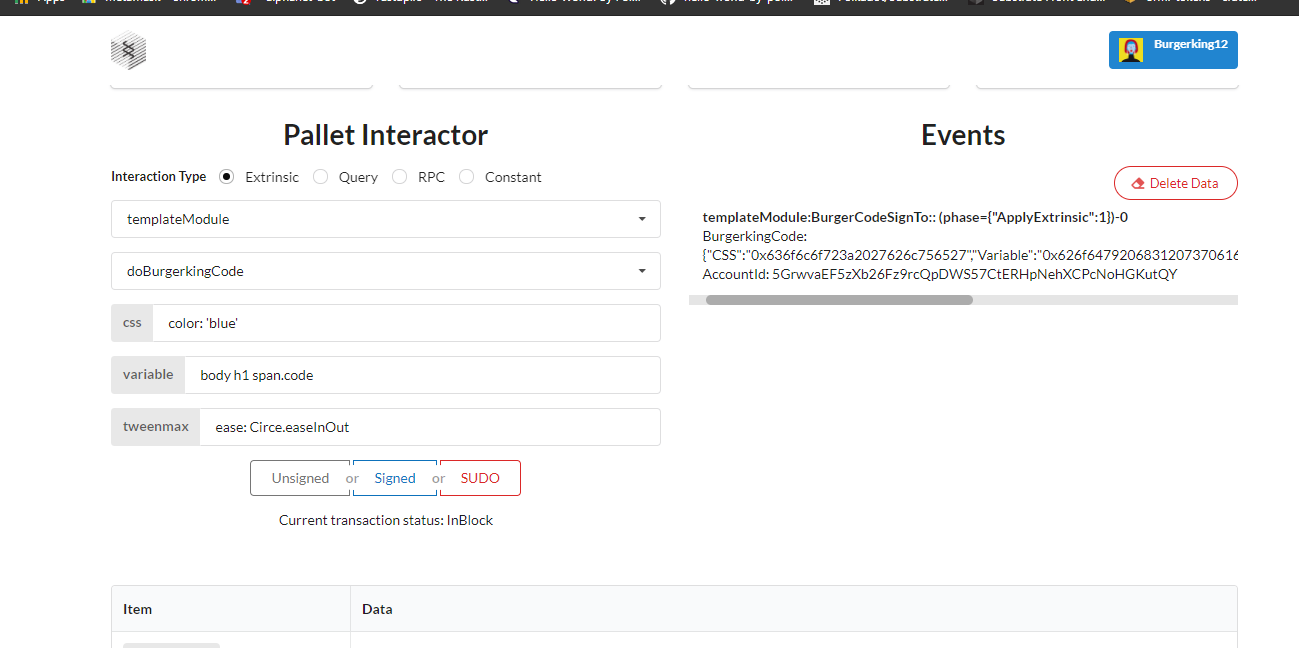 Burgerking12
Pallet Interactor
Interaction Type Extrinsic Query RPC Constant
templateModule
doBurgerkingCode
css color: 'blue'
variable body h1 span.code
tweenmax ease: Circe.easeInOut
Unsigned or Signed or SUDO
Current transaction status: InBlock
Events
Delete Data
templateModule:BurgerCodeSignTo:: (phase={"ApplyExtrinsic":1})-0
BurgerkingCode:
{"CSS":"0x636f6c6f723a2027626c756527","Variable":"0x626f6479206831207370616
AccountId: 5GrwvaEF5zXb26Fz9rcQpDWS57CtERHpNehXCPcNoHGKutQY
Item Data